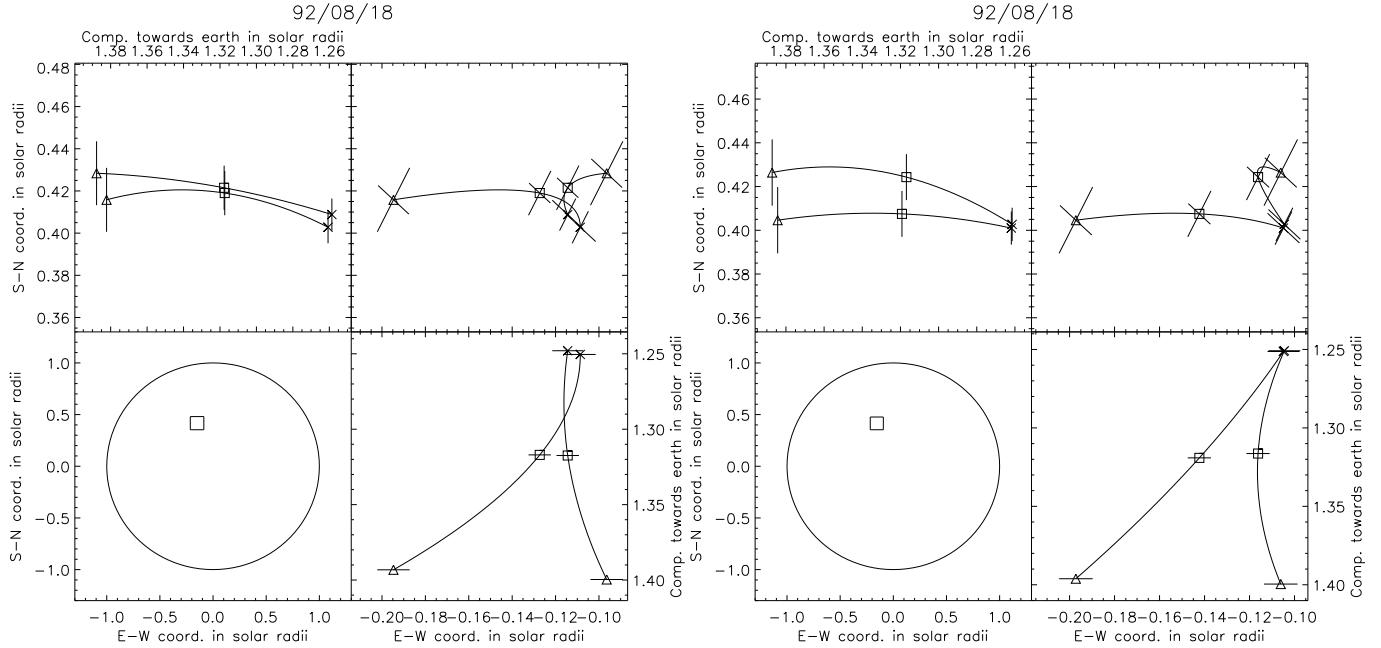 92/08/18
92/08/18
Comp. towards earth in solar radii
1.38 1.36 1.34 1.32 1.30 1.28 1.26
Comp. towards earth in solar radii
1.38 1.36 1.34 1.32 1.30 1.28 1.26
S-N coord. in solar radii
0.48
0.46
0.44
0.42
0.40
0.38
0.36
S-N coord. in solar radii
0.46
0.44
0.42
0.40
0.38
0.36
S-N coord. in solar radii
1.0
0.5
0.0
-0.5
-1.0
1.25
1.30
1.35
1.40
Comp. towards earth in solar radii
S-N coord. in solar radii
1.0
0.5
0.0
-0.5
-1.0
1.25
1.30
1.35
1.40
Comp. towards earth in solar radii
-1.0 -0.5 0.0 0.5 1.0
-0.20-0.18-0.16-0.14-0.12-0.10
-1.0 -0.5 0.0 0.5 1.0
-0.20-0.18-0.16-0.14-0.12-0.10
E-W coord. in solar radii
E-W coord. in solar radii
E-W coord. in solar radii
E-W coord. in solar radii